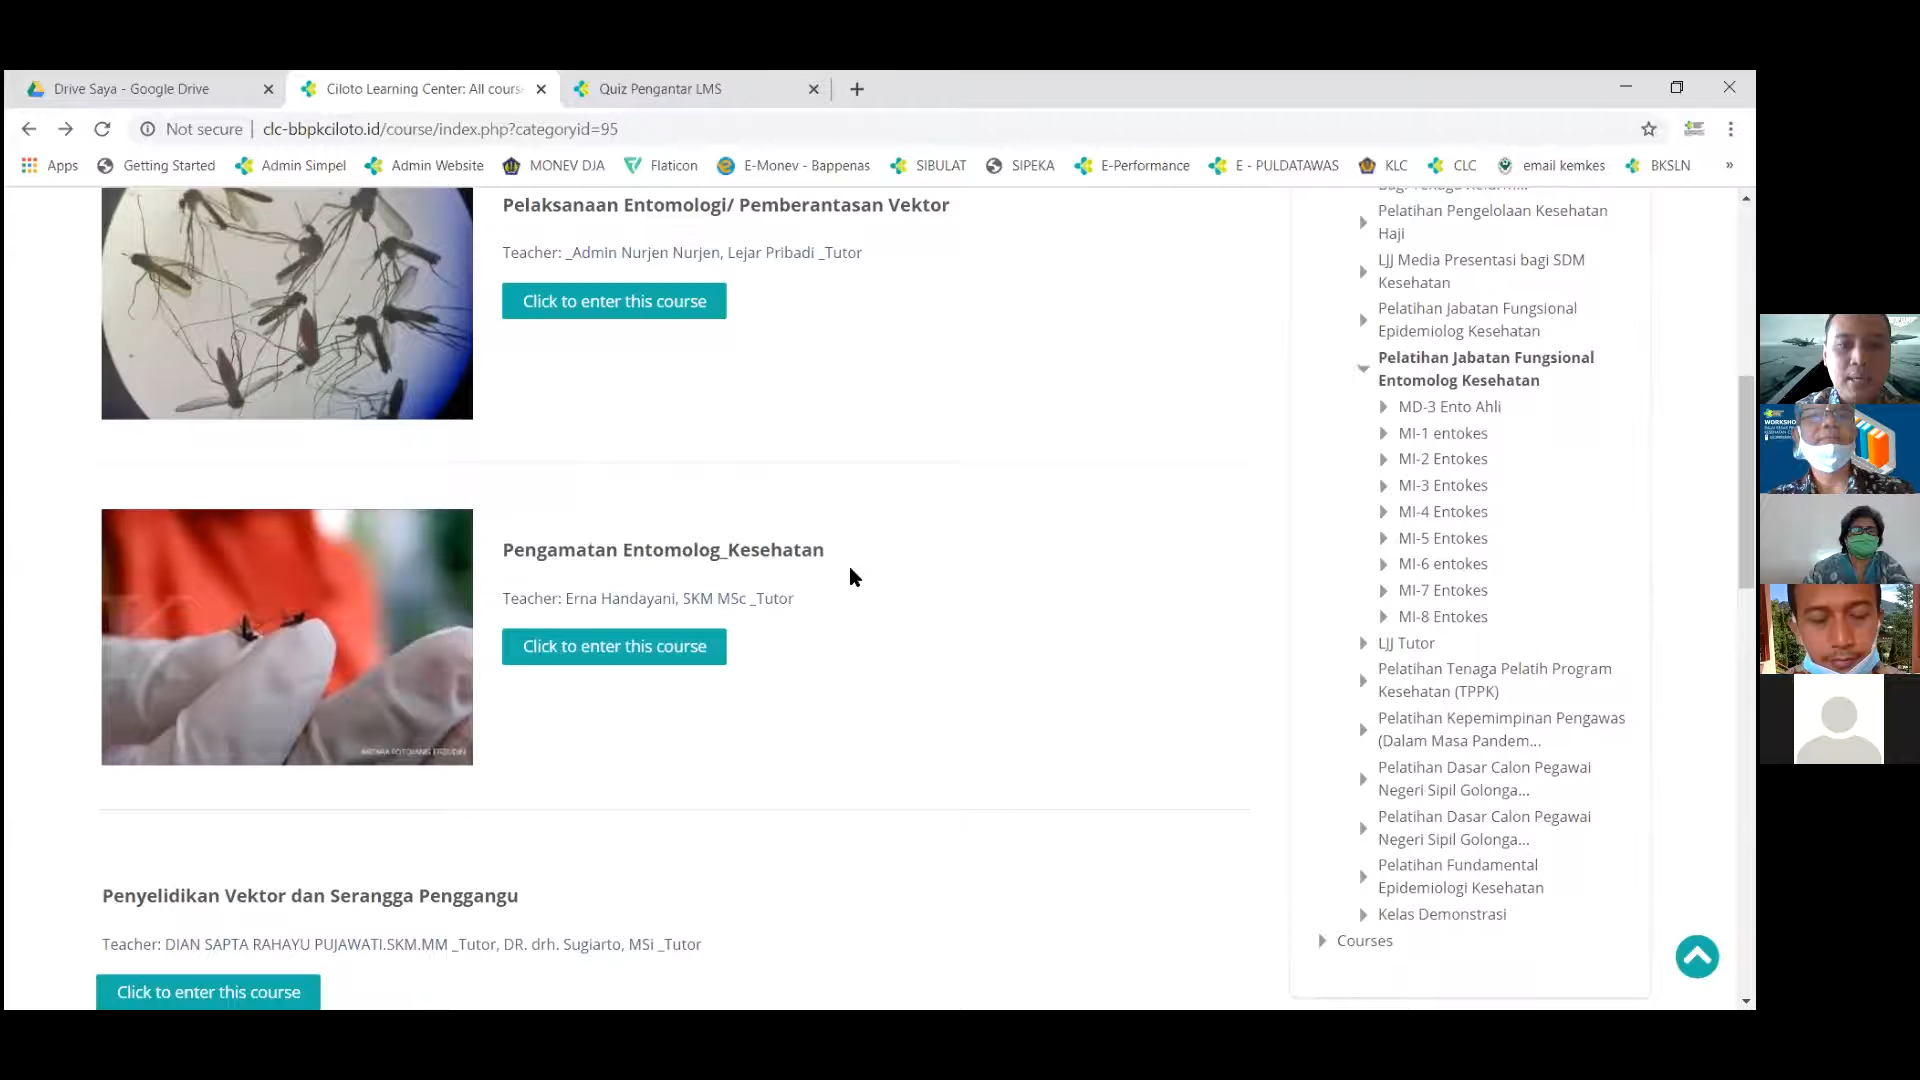 Drive Saya - Google Drive
Ciloto Learning Center: All cours
Quiz Pengantar LMS
Not secure
clc-bbpkciloto.id/course/index.php?categoryid=95
Apps
Getting Started
Admin Simpel
Admin Website
MONEV DJA
Flaticon
E-Monev - Bappenas
SIBULAT
SIPEKA
E-Performance
E - PULDATAWAS
KLC
CLC
email kemkes
BKSLN
»
Pelaksanaan Entomologi/ Pemberantasan Vektor
Teacher: _Admin Nurjen Nurjen, Lejar Pribadi _Tutor
Click to enter this course
Pengamatan Entomolog_Kesehatan
Teacher: Erna Handayani, SKM MSc _Tutor
Click to enter this course
Penyelidikan Vektor dan Serangga Penggangu
Teacher: DIAN SAPTA RAHAYU PUJAWATI.SKM.MM _Tutor, DR. drh. Sugiarto, MSi _Tutor
Click to enter this course
Pelatihan Pengelolaan Kesehatan
Haji
LJJ Media Presentasi bagi SDM
Kesehatan
Pelatihan Jabatan Fungsional
Epidemiolog Kesehatan
Pelatihan Jabatan Fungsional
Entomolog Kesehatan
MD-3 Ento Ahli
MI-1 entokes
MI-2 Entokes
MI-3 Entokes
MI-4 Entokes
MI-5 Entokes
MI-6 entokes
MI-7 Entokes
MI-8 Entokes
LJJ Tutor
Pelatihan Tenaga Pelatih Program
Kesehatan (TPPK)
Pelatihan Kepemimpinan Pengawas
(Dalam Masa Pandem...
Pelatihan Dasar Calon Pegawai
Negeri Sipil Golonga...
Pelatihan Dasar Calon Pegawai
Negeri Sipil Golonga...
Pelatihan Fundamental
Epidemiologi Kesehatan
Kelas Demonstrasi
Courses
WORKSHO